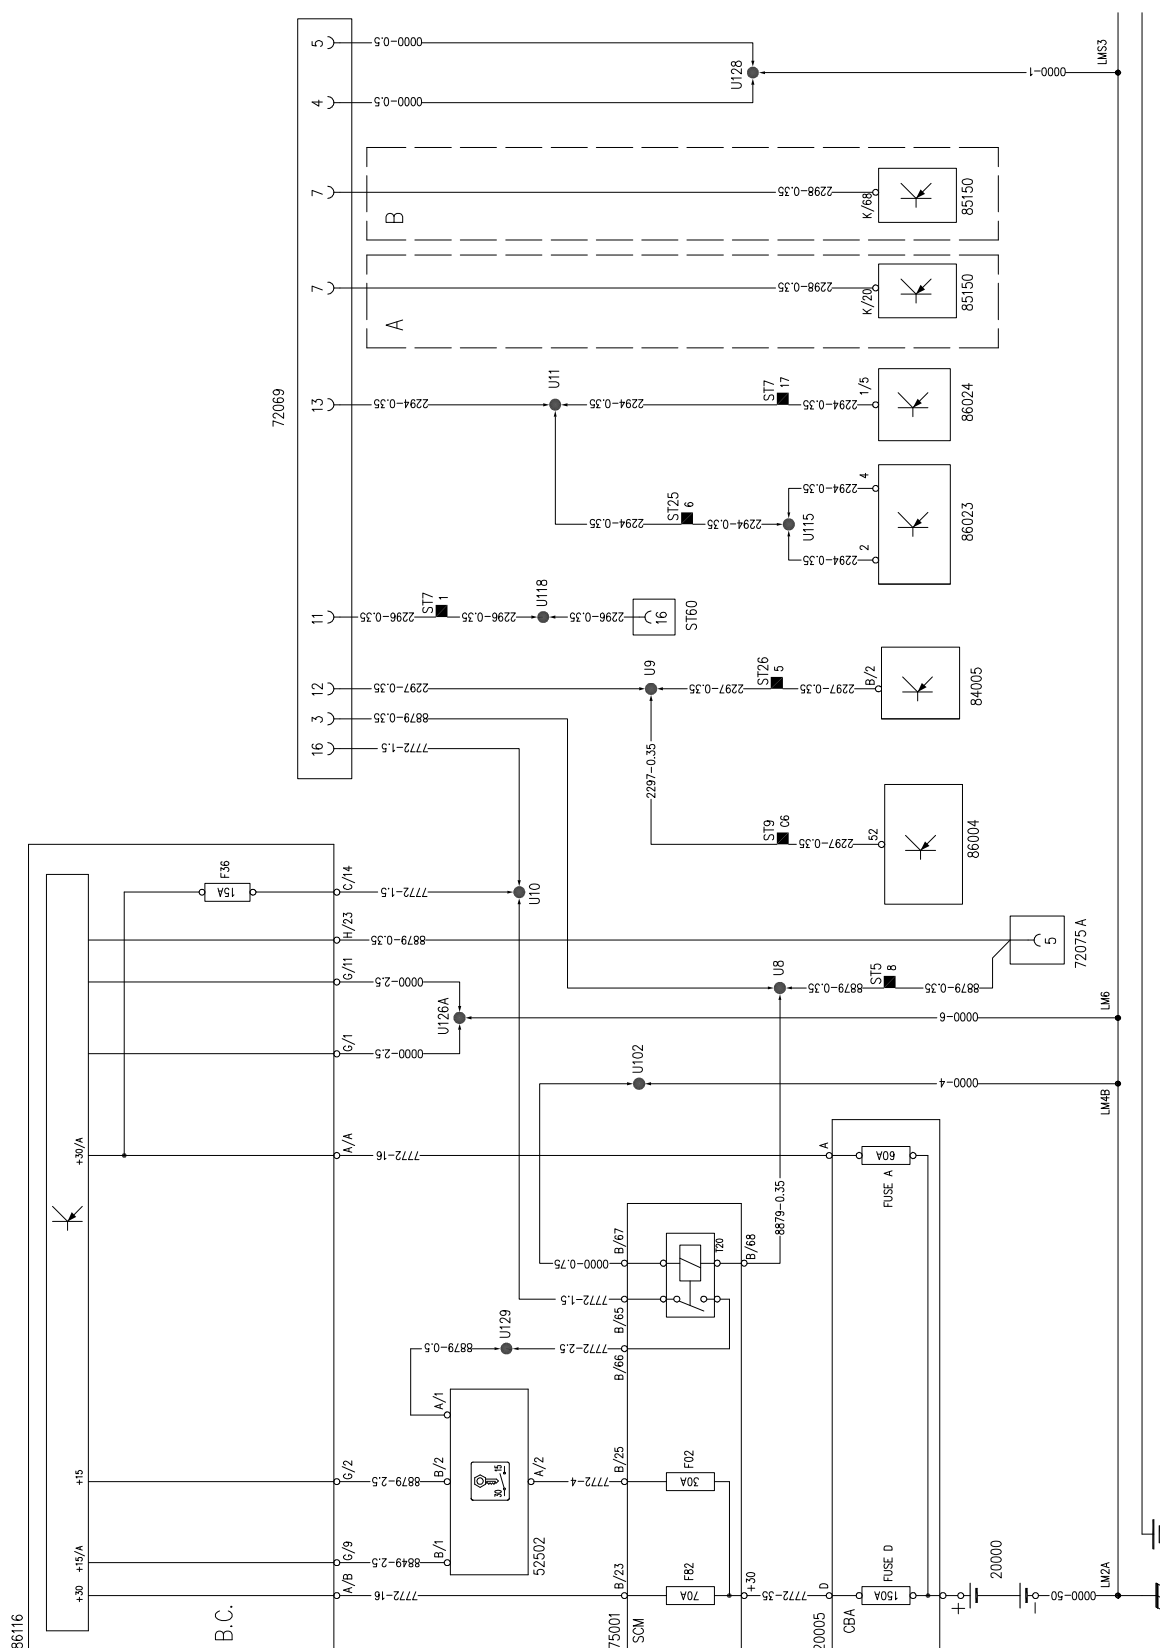 5
0000-0.5
4
0000-0.5
U128
0000-1
LMS3
7
2298-0.35
K/68
85150
B
7
2298-0.35
K/20
85150
A
72069
13
2294-0.35
U11
2294-0.35
ST7
17
2294-0.35
1/5
86024
2294-0.35
ST25
6
2294-0.35
U115
2294-0.35
4
2294-0.35
2
86023
11
2296-0.35
ST7
1
2296-0.35
U118
2296-0.35
16
ST60
12
2297-0.35
U9
2297-0.35
ST26
5
2297-0.35
B/2
84005
3
8879-0.35
16
7772-1.5
2297-0.35
ST9
C6
2297-0.35
52
86004
F36
15A
C/14
7772-1.5
U10
H/23
8879-0.35
5
72075A
G/11
0000-2.5
U126A
G/1
0000-2.5
0000-6
LM6
U8
8879-0.35
ST5
8
8879-0.35
U102
0000-4
LM4B
+30/A
A/A
7772-16
A
60A
FUSE A
8879-0.35
B/67
0000-0.75
T20
B/68
7772-1.5
B/65
7772-2.5
B/66
U129
8879-0.5
A/1
+15
G/2
8879-2.5
B/2
30
15
A/2
7772-4
B/25
F02
30A
+15/A
G/9
8849-2.5
B/1
52502
+30
A/B
7772-16
B/23
F82
70A
+30
7772-35
D
FUSE D
150A
20000
+
-
0000-50
LM2A
B.C.
86116
75001
SCM
20005
CBA